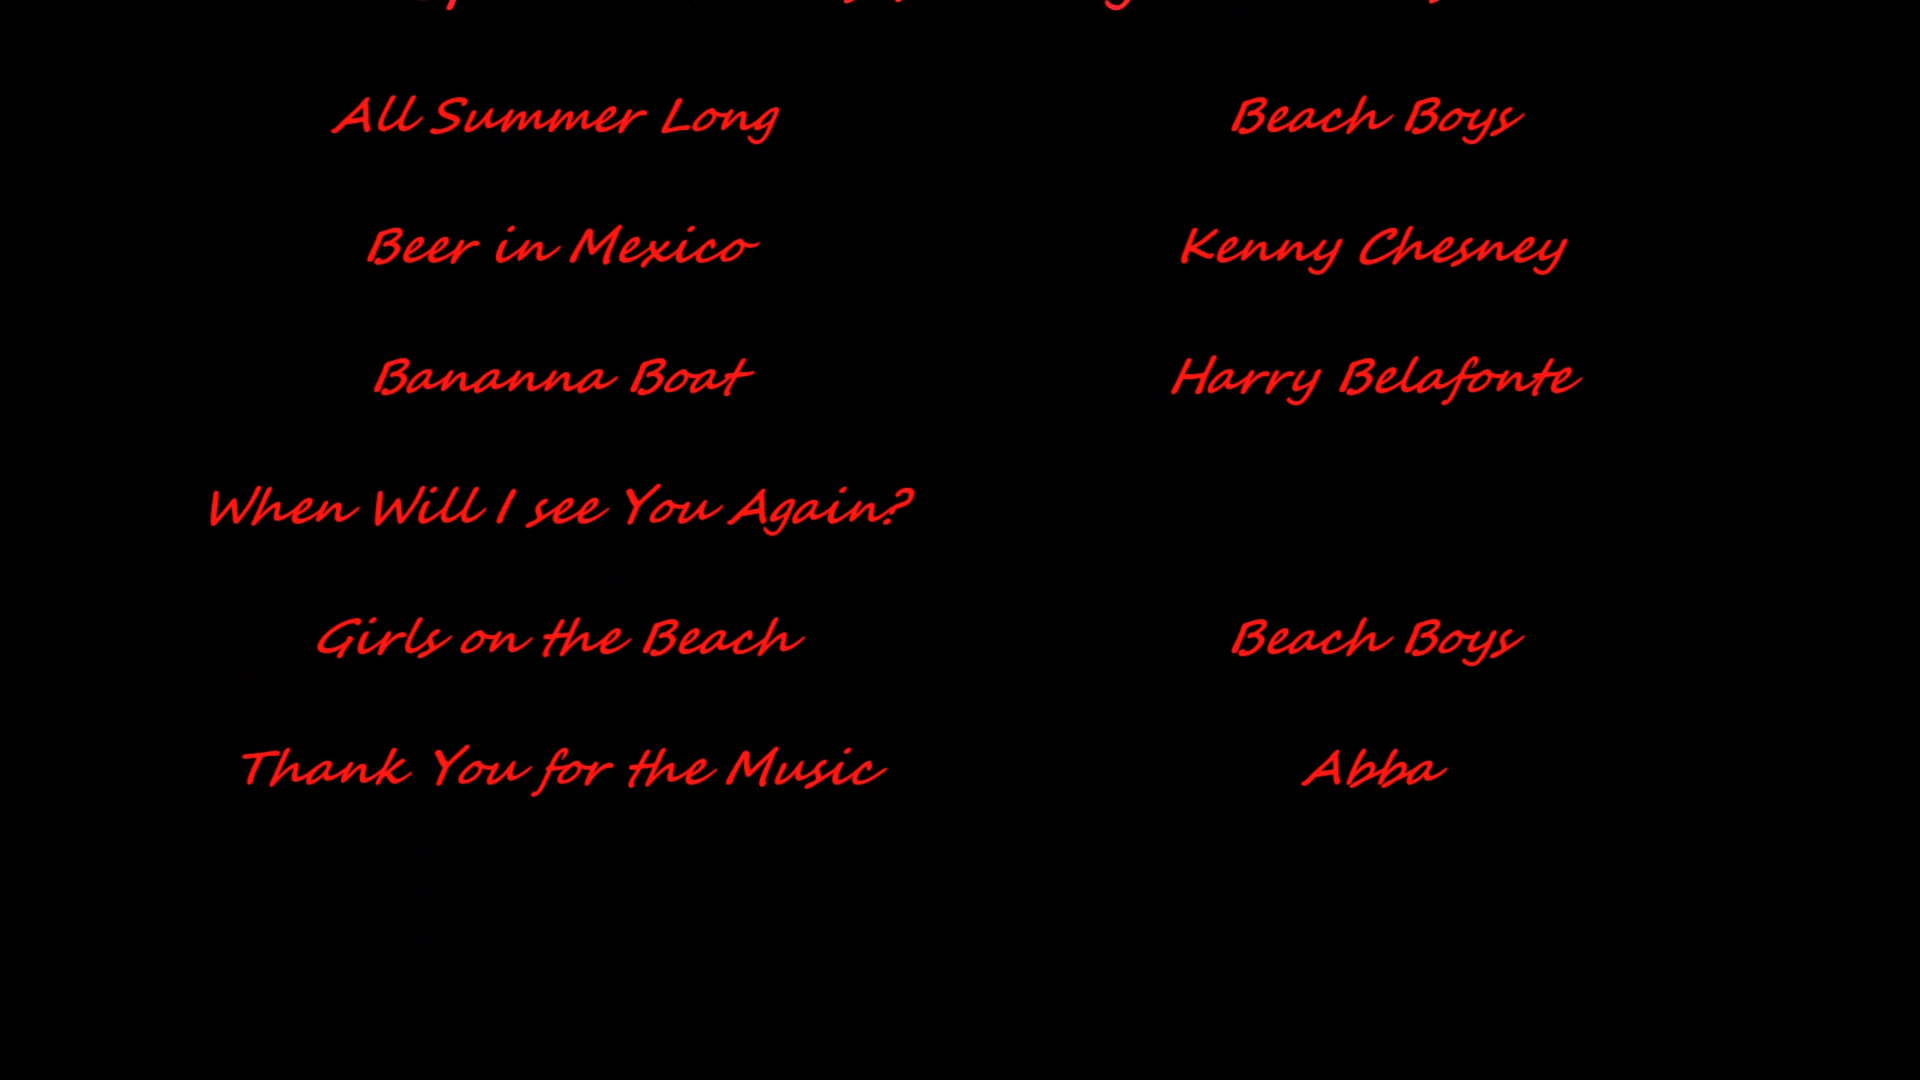 All Summer Long Beach Boys
Beer in Mexico Kenny Chesney
Bananna Boat Harry Belafonte
When Will I see You Again?
Girls on the Beach Beach Boys
Thank You for the Music Abba